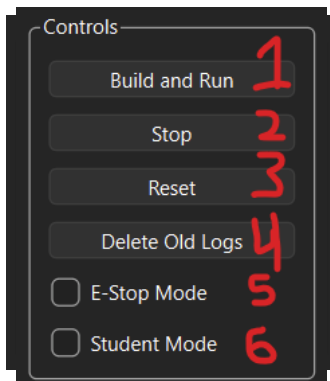 Controls
Build and Run 1
Stop 2
Reset 3
Delete Old Logs 4
E-Stop Mode 5
Student Mode 6